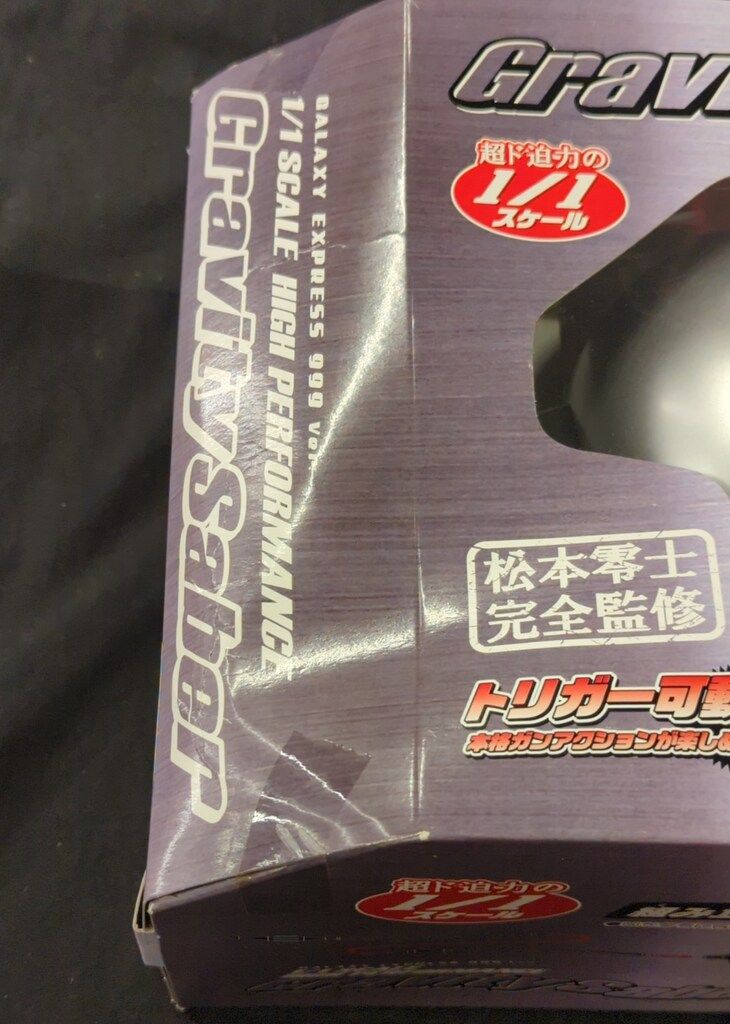 GALAXY EXPRESS 999 Ver.
1/1 SCALE HIGH PERFORMANCE
GravitySaber
Grav
超ド迫力の
1/1
スケール
松本零士
完全監修
トリガー可動
本格ガンアクションが楽しめ
超ド迫力の
1/1
スケール